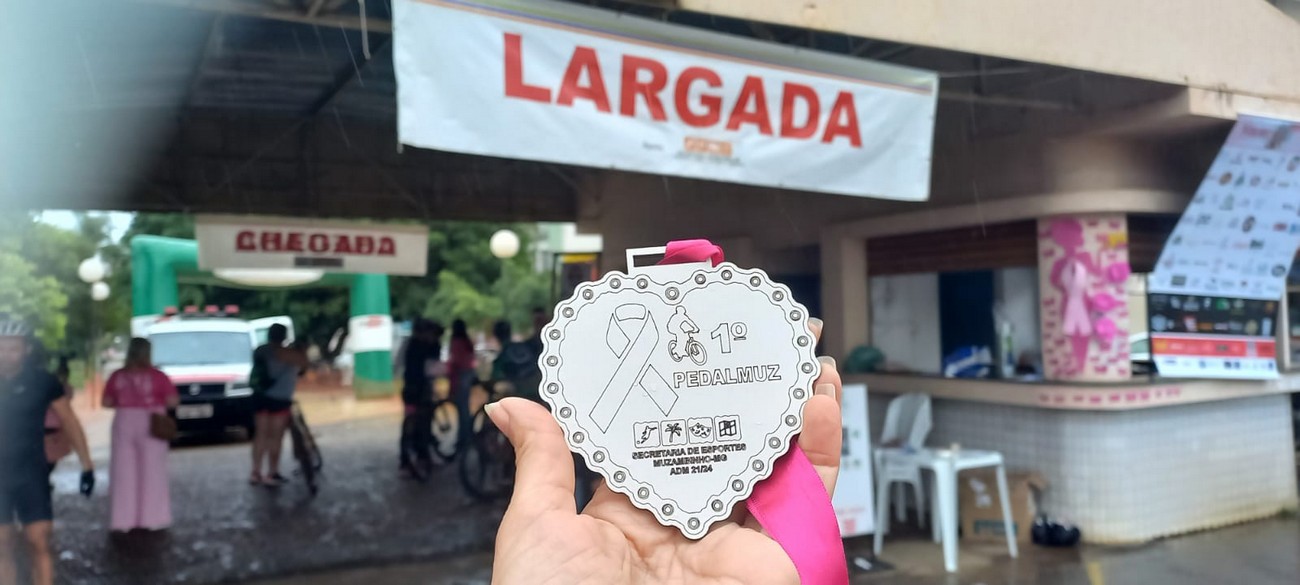 LARGADA
CHEGADA
1º
PEDALMUZ
SECRETARIA DE ESPORTES
MUZAMBINHO-MG
ADM 21/24